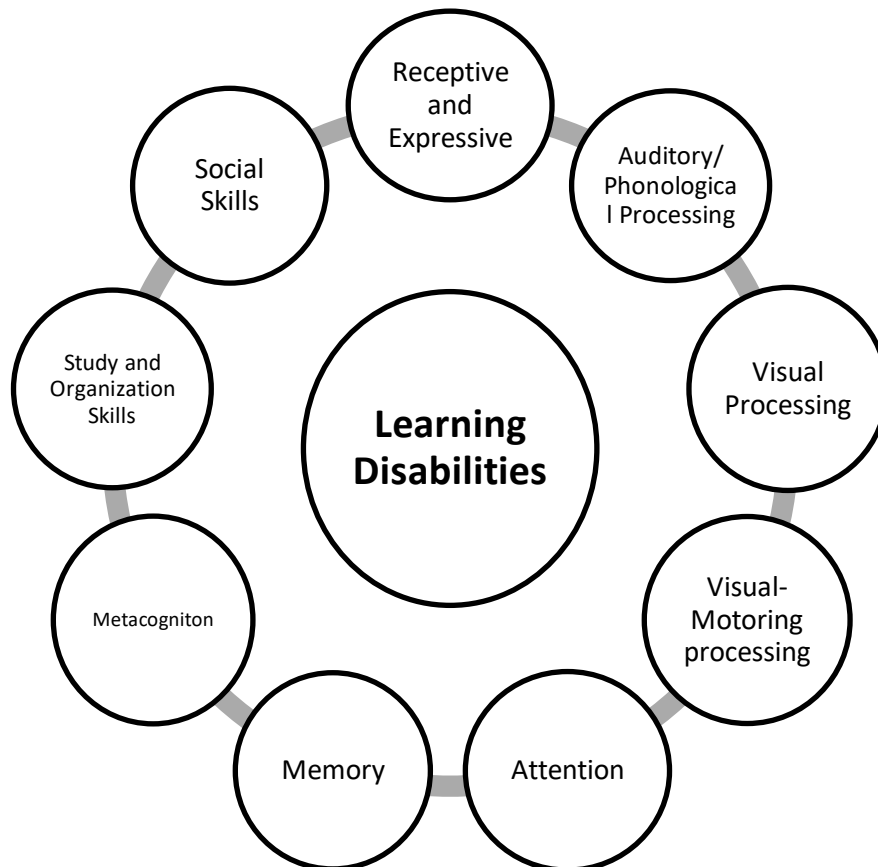 Receptive
and
Expressive
Auditory/
Phonologica
l Processing
Visual
Processing
Visual-
Motoring
processing
Attention
Memory
Metacogniton
Study and
Organization
Skills
Social
Skills
Learning
Disabilities